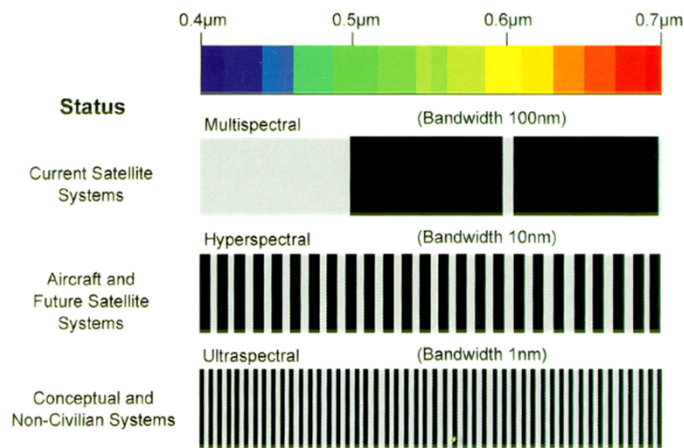 0.4µm 0.5µm 0.6µm 0.7µm
Status
Multispectral (Bandwidth 100nm)
Current Satellite
Systems
Hyperspectral (Bandwidth 10nm)
Aircraft and
Future Satellite
Systems
Ultraspectral (Bandwidth 1nm)
Conceptual and
Non-Civilian Systems